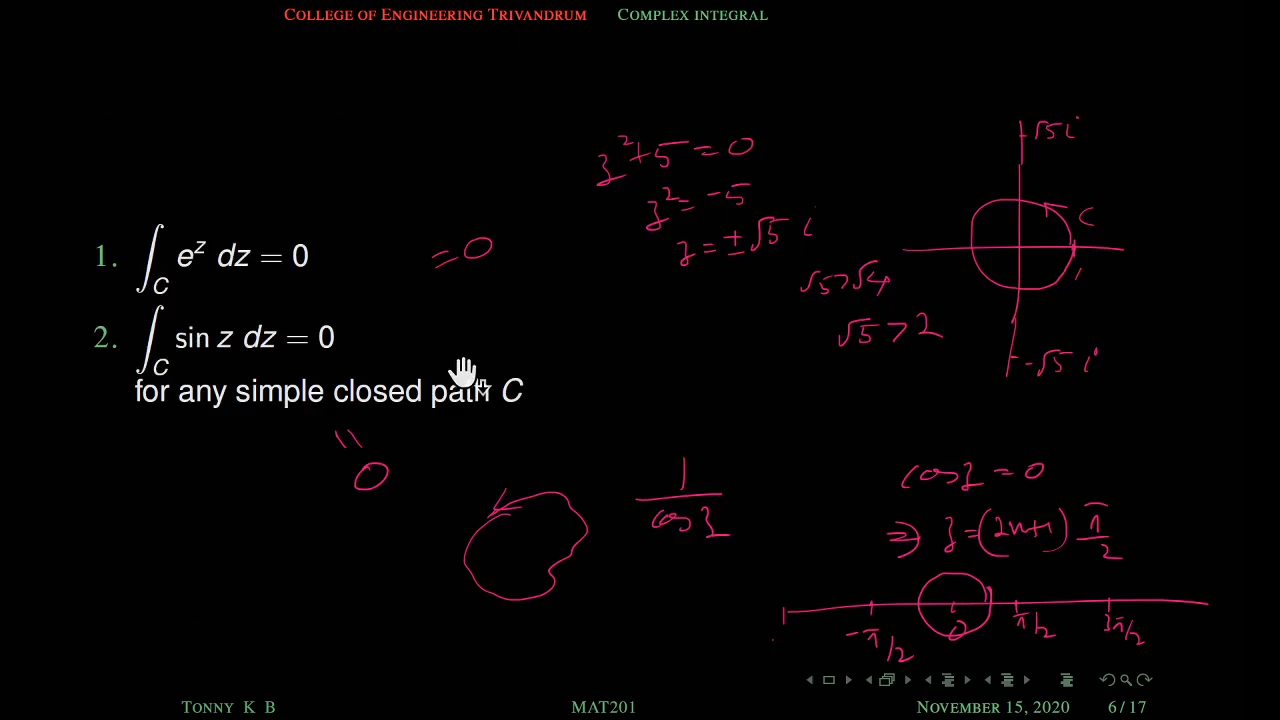 COLLEGE OF ENGINEERING TRIVANDRUM COMPLEX INTEGRAL
1. ∫_C e^z dz = 0
= 0
2. ∫_C sin z dz = 0
for any simple closed path C
" 0
z²+5 = 0
z² = -5
z = ± √5 i
√5 > √4
√5 > 2
√5 i
C
1
-√5 i
1/cos z
cos z = 0
⇒ z = (2n+1) π/2
-π/2 0 π/2 3π/2
TONNY K B MAT201 NOVEMBER 15, 2020 6 / 17